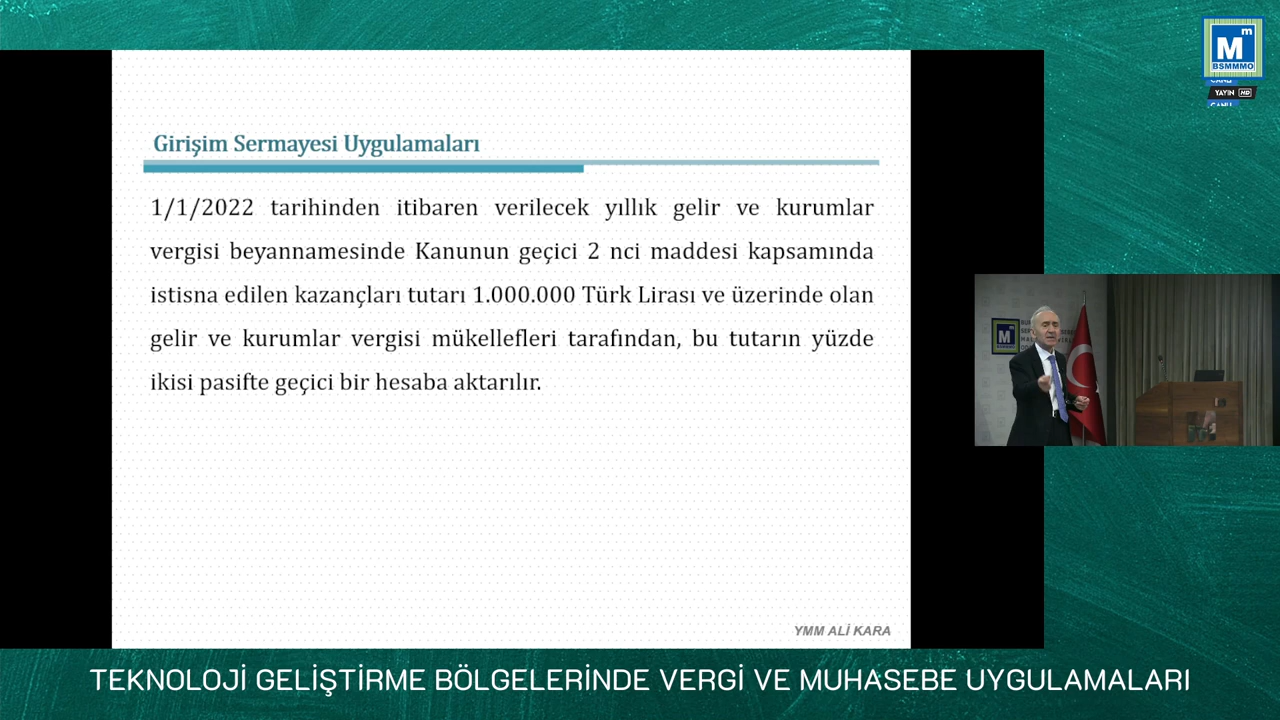 Mm
BSMMMO
CANLI
YAYIN HD
CANLI
Girişim Sermayesi Uygulamaları
1/1/2022 tarihinden itibaren verilecek yıllık gelir ve kurumlar
vergisi beyannamesinde Kanunun geçici 2 nci maddesi kapsamında
istisna edilen kazançları tutarı 1.000.000 Türk Lirası ve üzerinde olan
gelir ve kurumlar vergisi mükellefleri tarafından, bu tutarın yüzde
ikisi pasifte geçici bir hesaba aktarılır.
YMM ALİ KARA
TEKNOLOJİ GELİŞTİRME BÖLGELERİNDE VERGİ VE MUHASEBE UYGULAMALARI